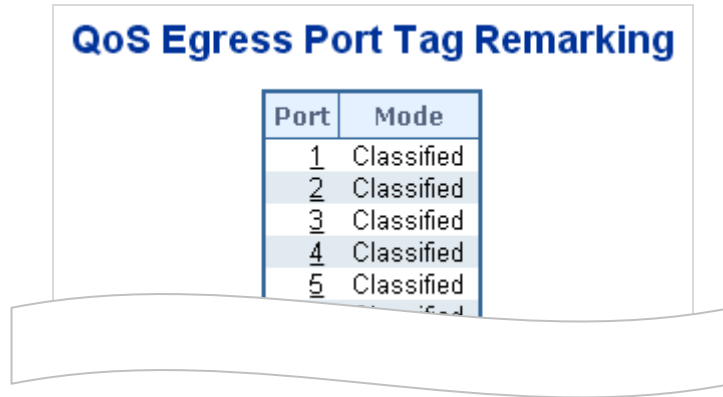 QoS Egress Port Tag Remarking
Port Mode
1 Classified
2 Classified
3 Classified
4 Classified
5 Classified